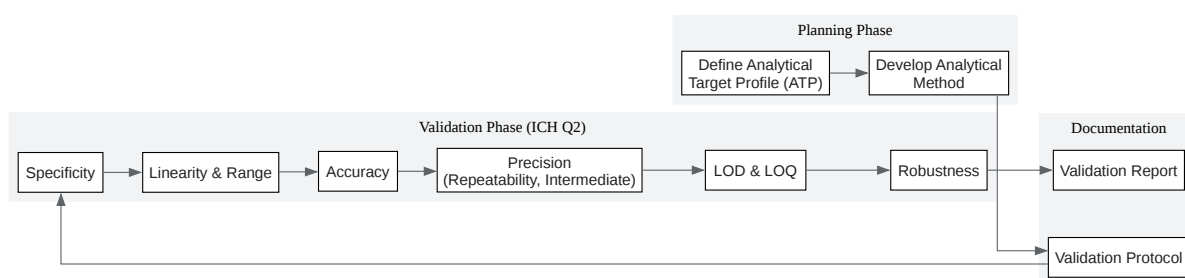 Planning Phase
Define Analytical
Target Profile (ATP)
Develop Analytical
Method
Validation Phase (ICH Q2)
Specificity
Linearity & Range
Accuracy
Precision
(Repeatability, Intermediate)
LOD & LOQ
Robustness
Documentation
Validation Report
Validation Protocol